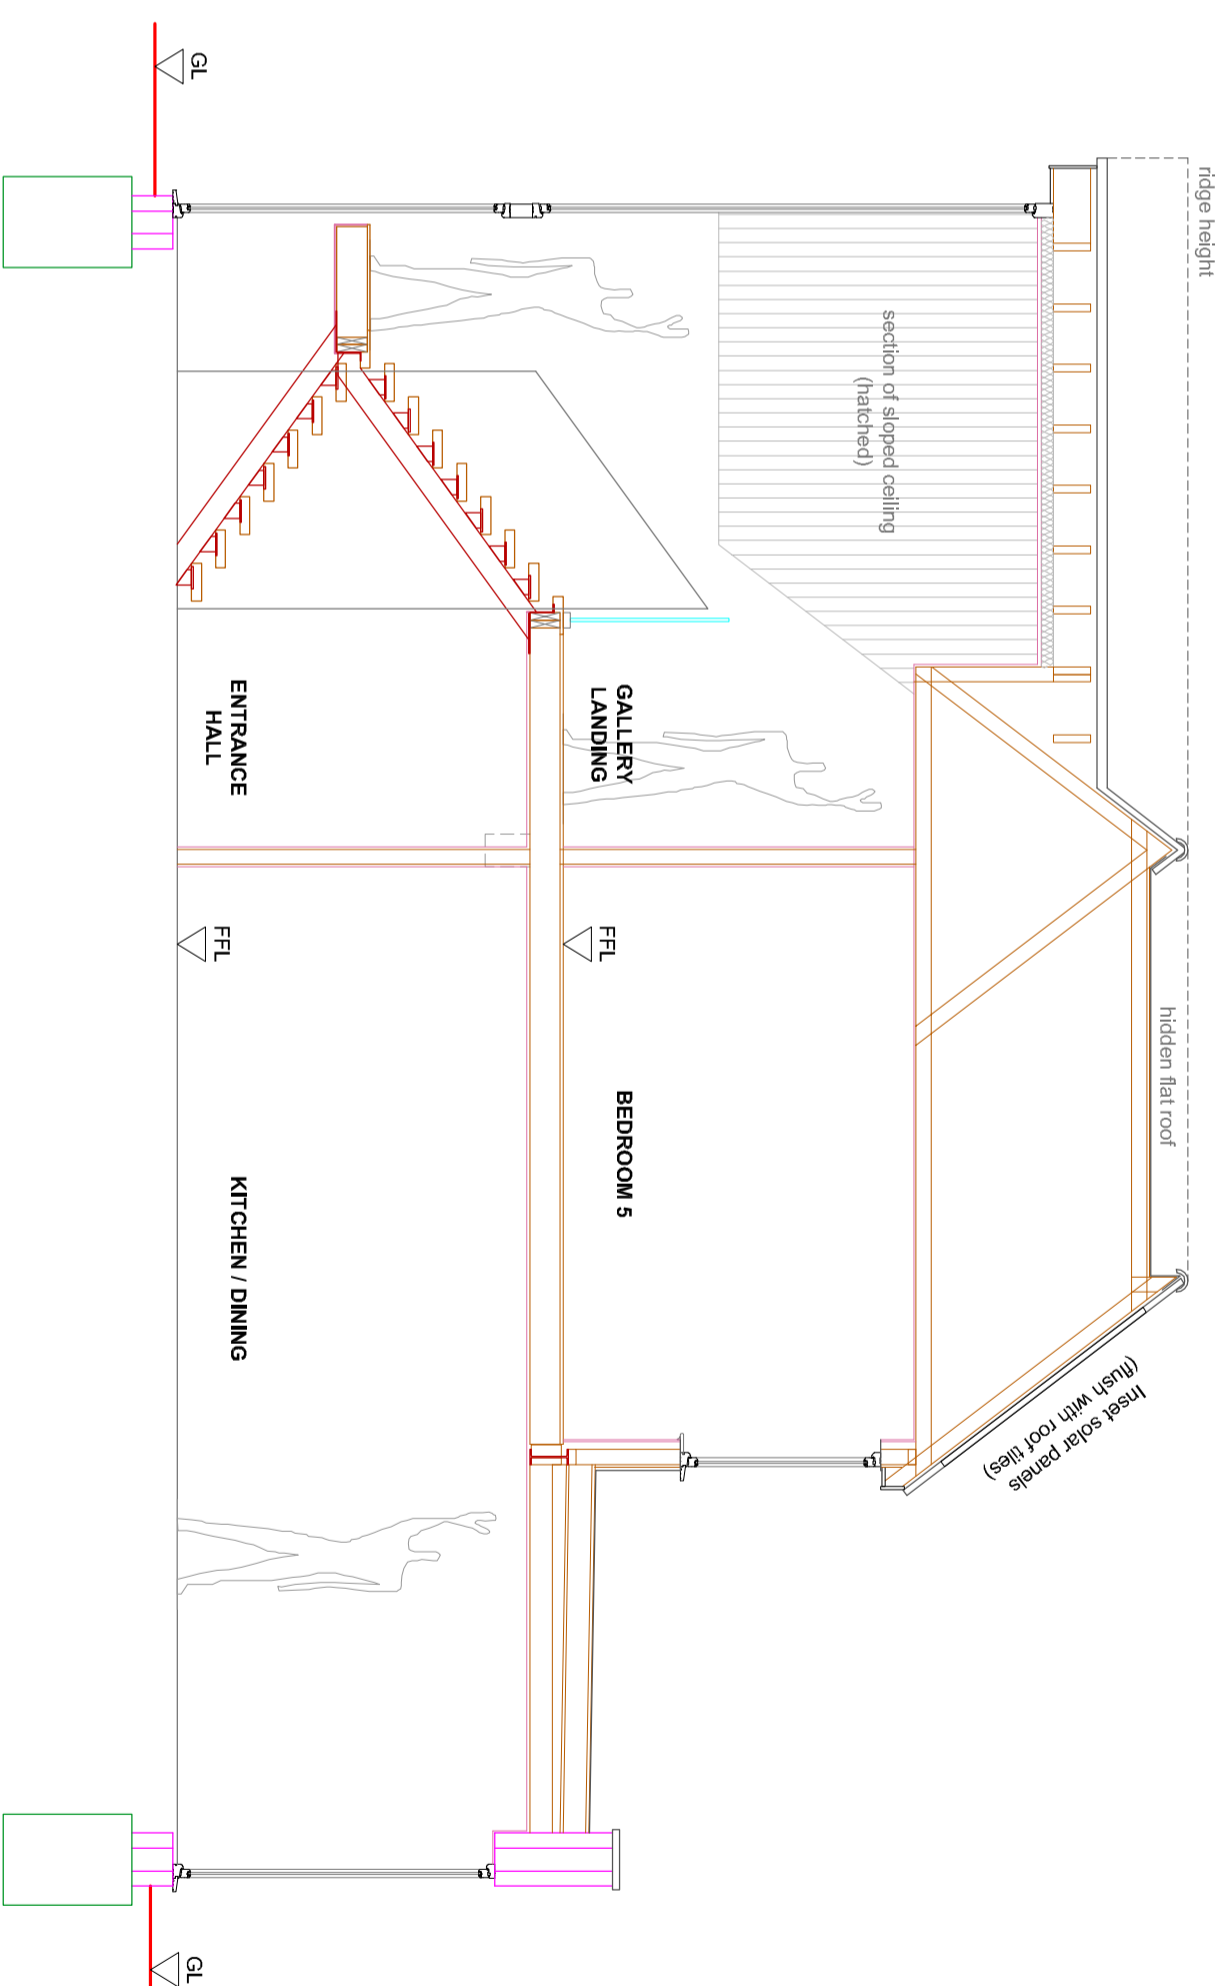 ridge height
hidden flat roof
Inset solar panels
(flush with roof tiles)
section of sloped ceiling
(hatched)
GALLERY
LANDING
BEDROOM 5
FFL
ENTRANCE
HALL
KITCHEN / DINING
FFL
GL
GL